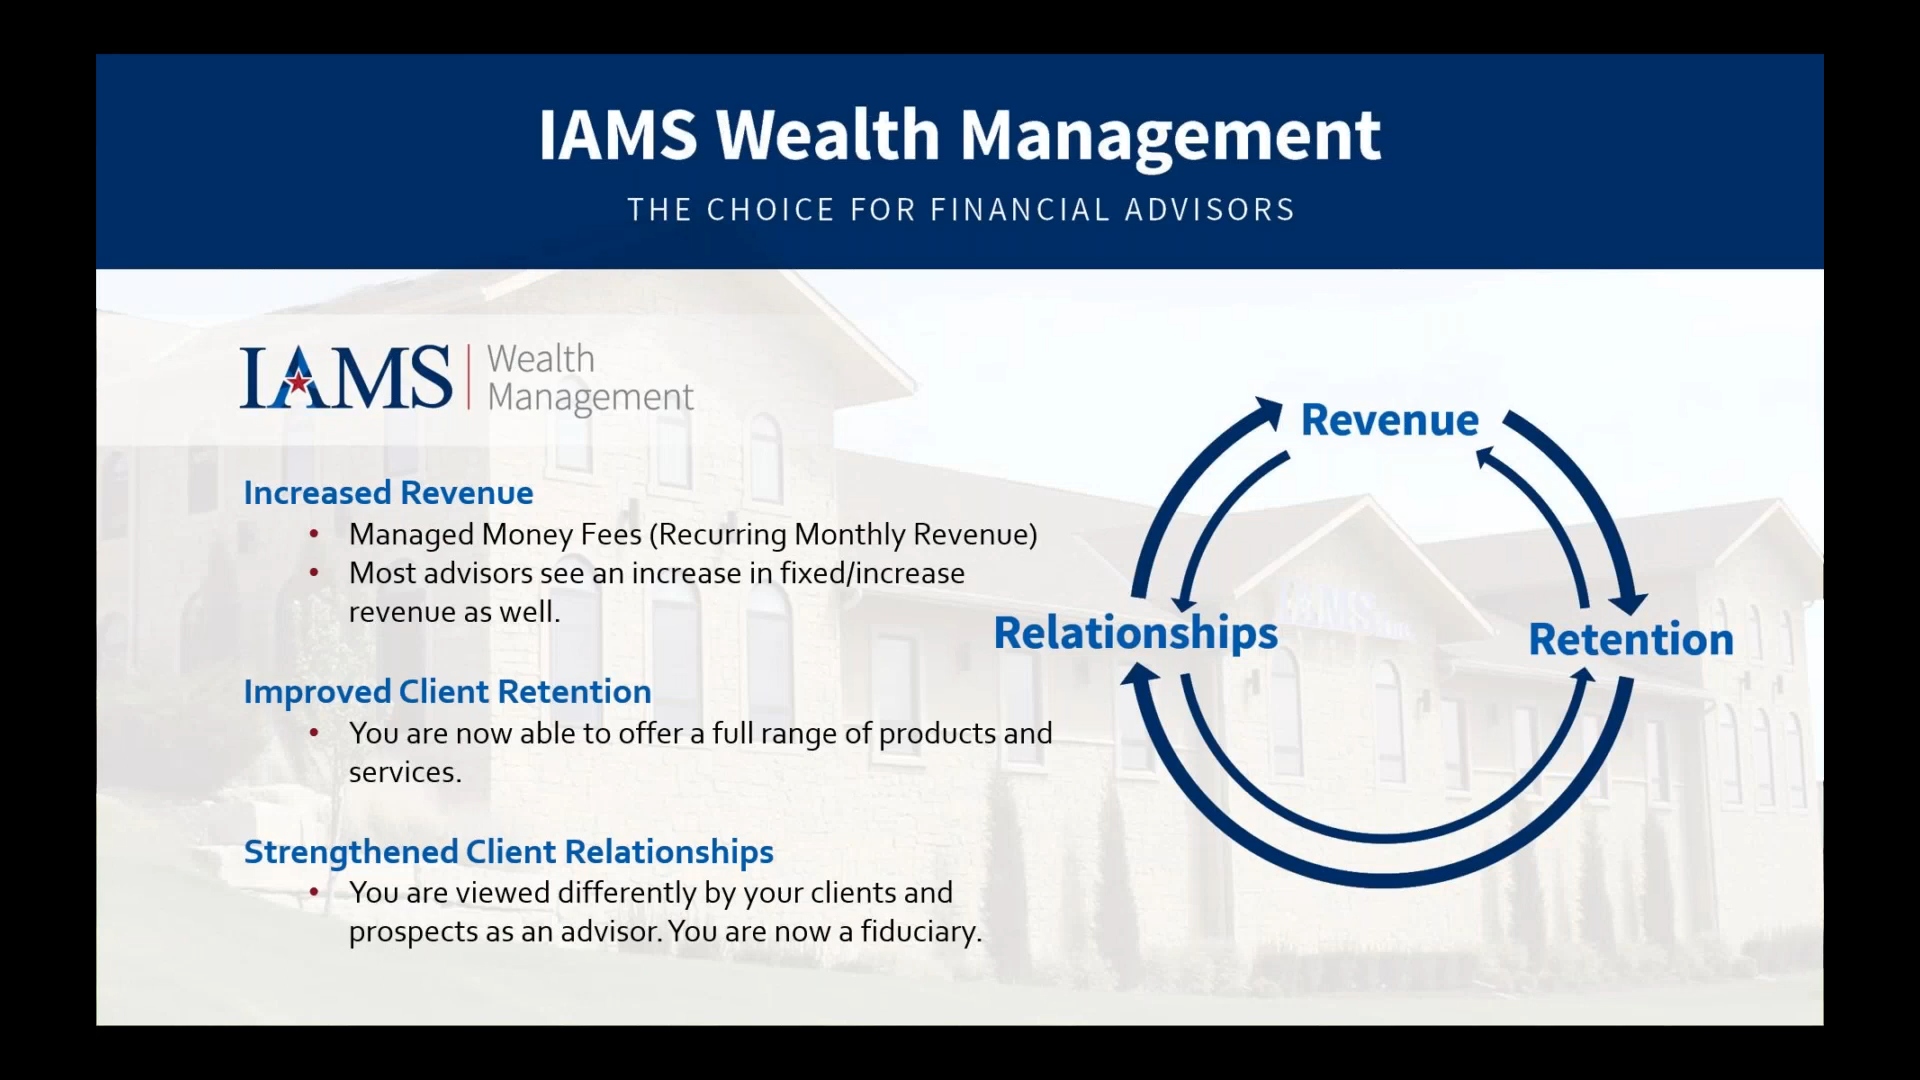 IAMS Wealth Management
THE CHOICE FOR FINANCIAL ADVISORS
IAMS | Wealth
Management
Increased Revenue
• Managed Money Fees (Recurring Monthly Revenue)
• Most advisors see an increase in fixed/increase
revenue as well.
Improved Client Retention
• You are now able to offer a full range of products and
services.
Strengthened Client Relationships
• You are viewed differently by your clients and
prospects as an advisor. You are now a fiduciary.
Revenue
Relationships
Retention
IAMS